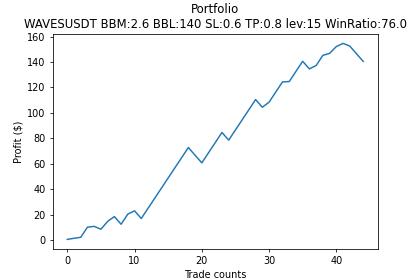 Portfolio
WAVESUSDT BBM:2.6 BBL:140 SL:0.6 TP:0.8 lev:15 WinRatio:76.0
160
140
120
100
80
60
40
20
0
Profit ($)
0 10 20 30 40
Trade counts